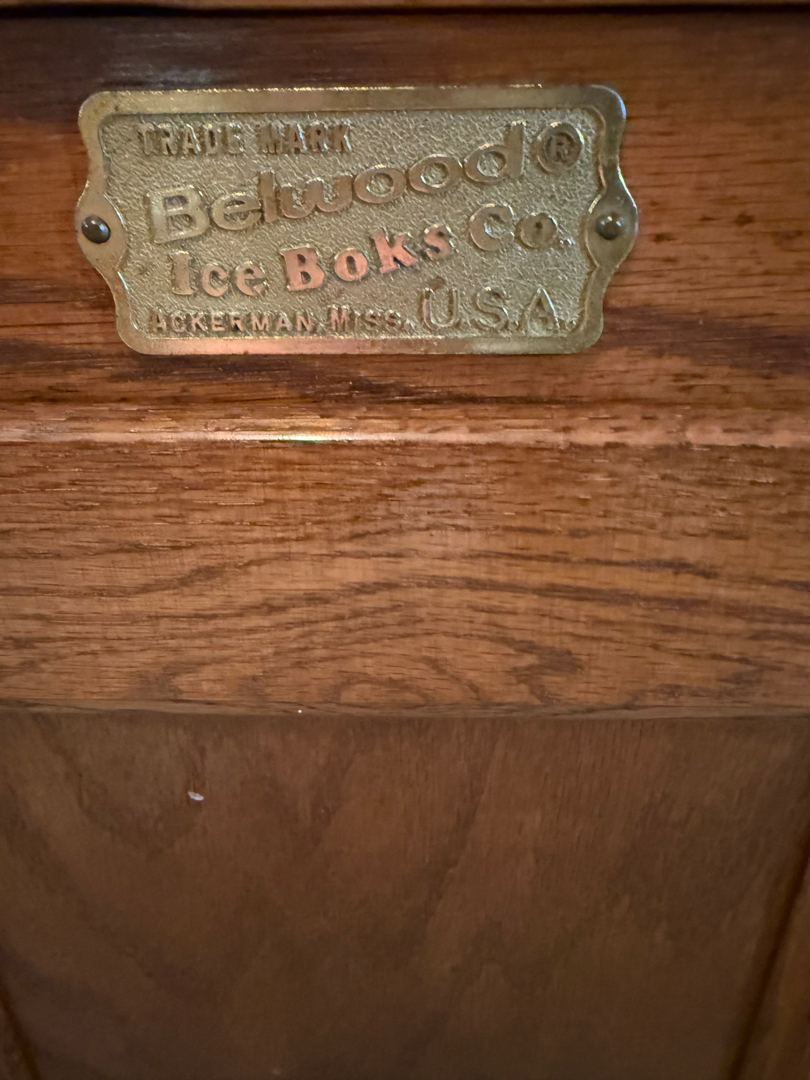 TRADE MARK
Belwood®
Ice Boks Co.
ACKERMAN, MISS. U.S.A.